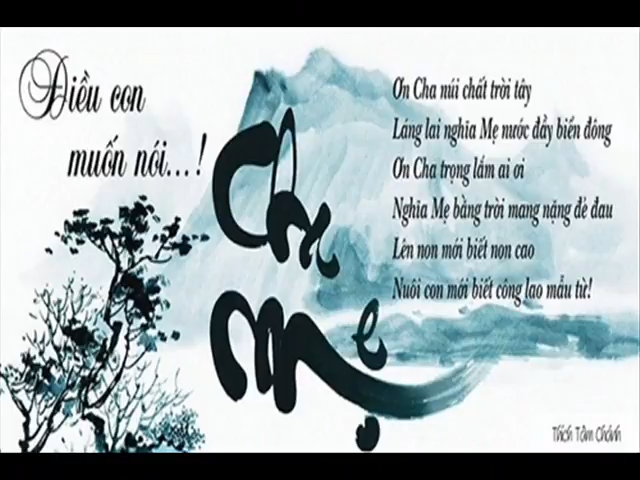 Điều con
muốn nói...!
Cha
Mẹ
Ơn Cha núi chất trời tây
Láng lai nghĩa Mẹ nước đầy biển đông
Ơn Cha trọng lắm ai ơi
Nghĩa Mẹ bằng trời mang nặng đẻ đau
Lên non mới biết non cao
Nuôi con mới biết công lao mẫu từ!
Thích Tâm Chánh